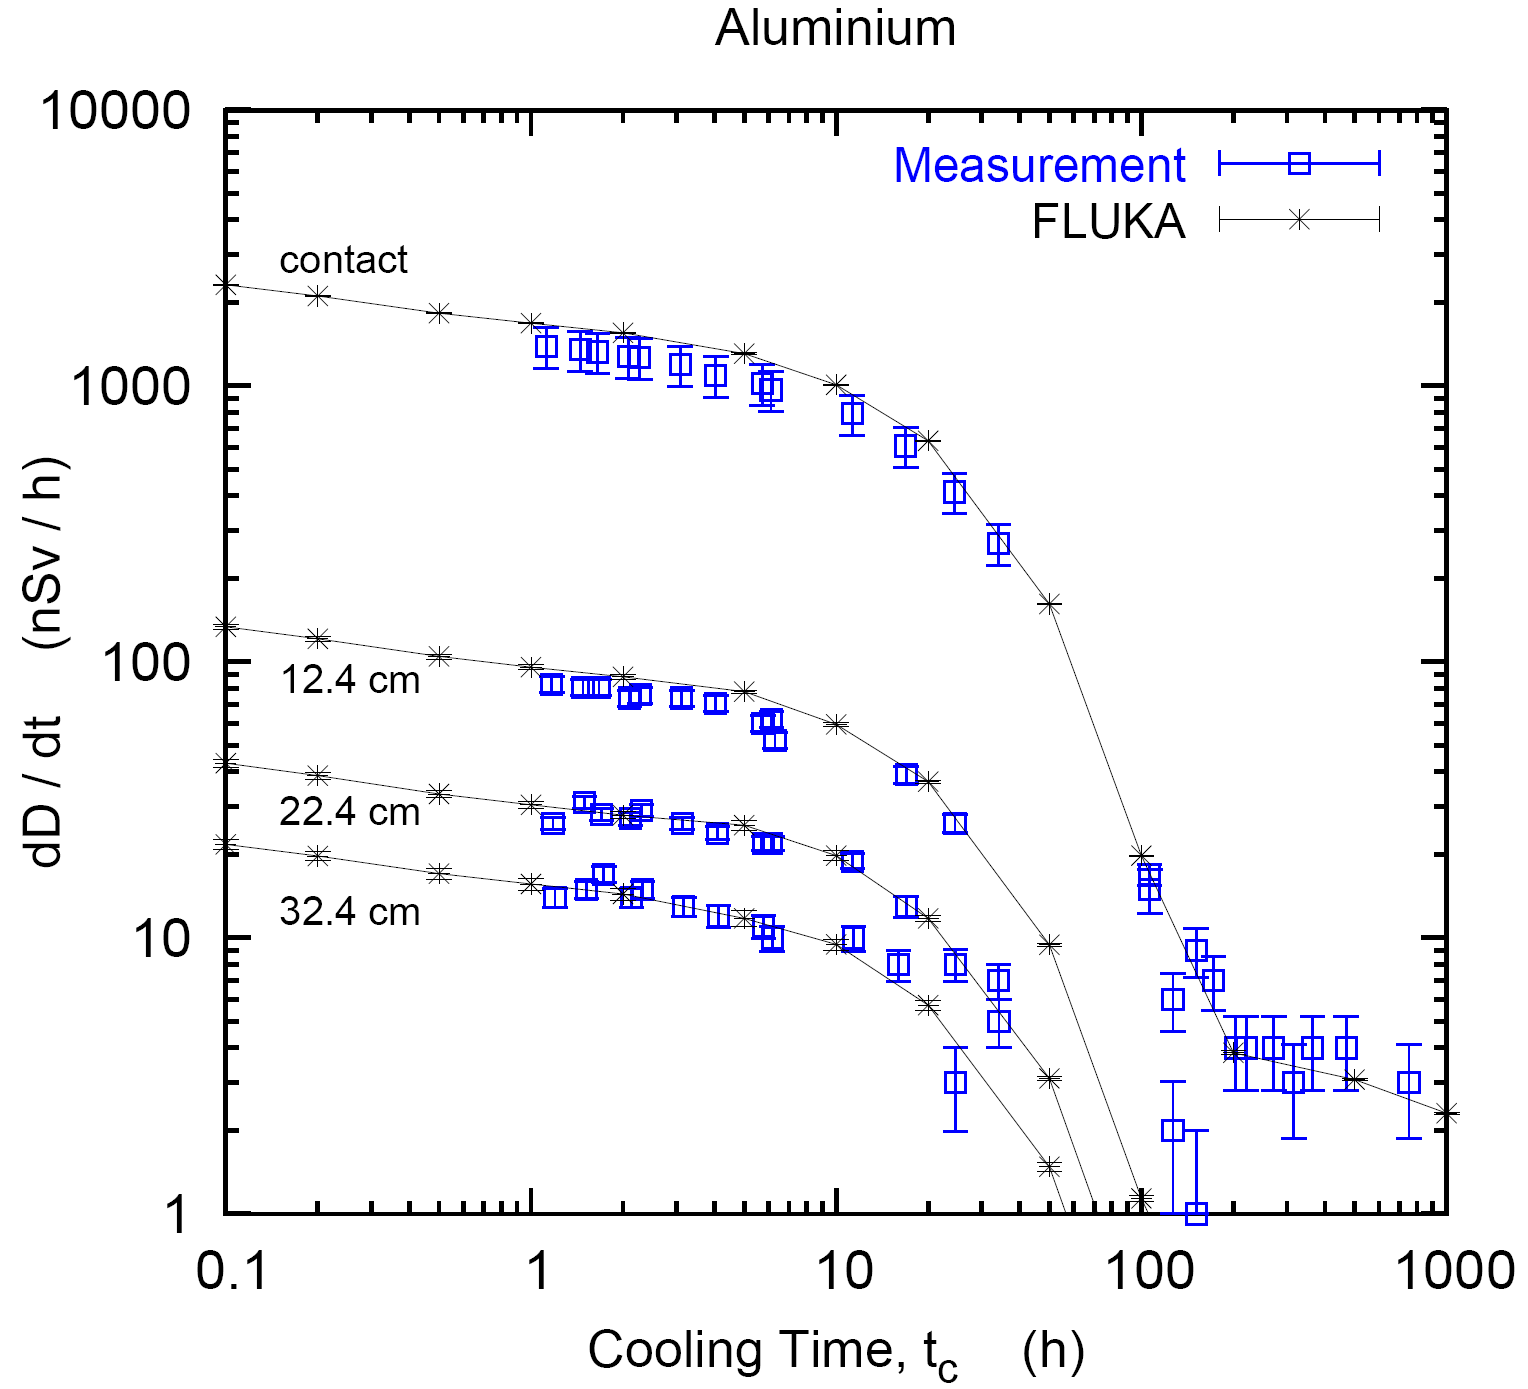 Aluminium
10000
1000
100
10
1
dD / dt (nSv / h)
Measurement
FLUKA
contact
12.4 cm
22.4 cm
32.4 cm
0.1 1 10 100 1000
Cooling Time, tc (h)